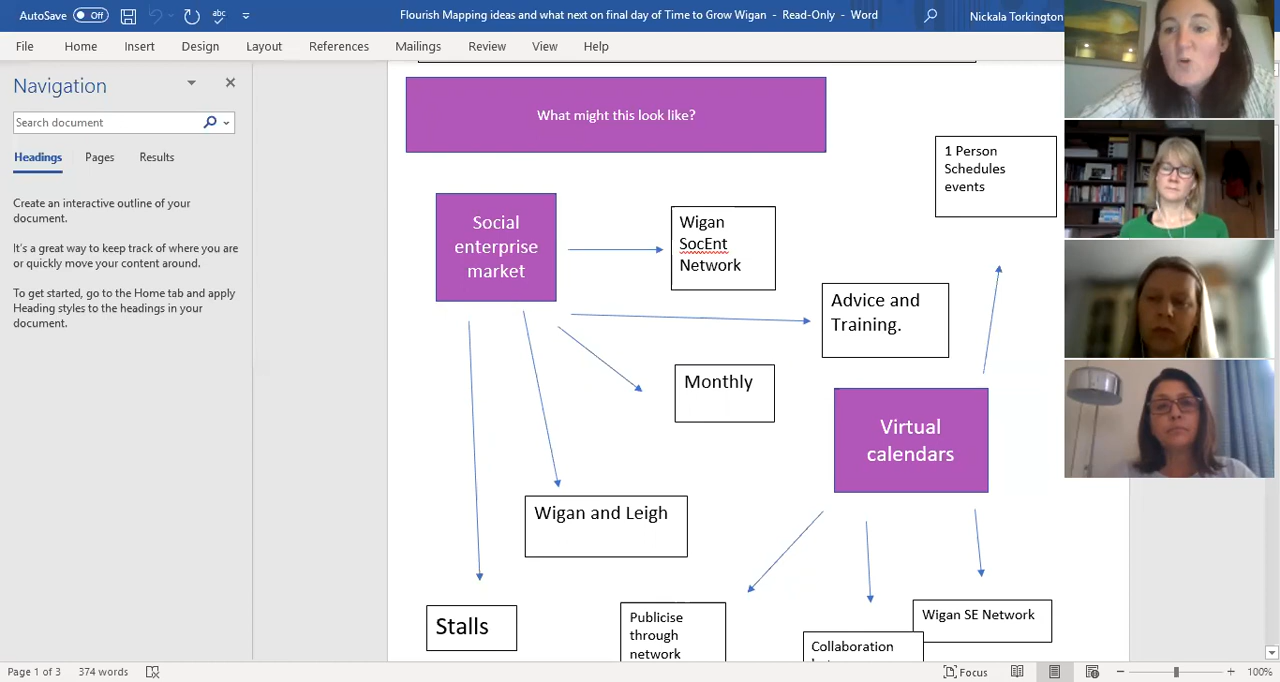 AutoSave Off
Flourish Mapping ideas and what next on final day of Time to Grow Wigan - Read-Only - Word
Nickala Torkington
File Home Insert Design Layout References Mailings Review View Help
Navigation
Search document
Headings Pages Results
Create an interactive outline of your
document.
It's a great way to keep track of where you are
or quickly move your content around.
To get started, go to the Home tab and apply
Heading styles to the headings in your
document.
What might this look like?
1 Person
Schedules
events
Social
enterprise
market
Wigan
SocEnt
Network
Advice and
Training.
Monthly
Virtual
calendars
Wigan and Leigh
Stalls
Publicise
through
network
Collaboration
Wigan SE Network
Page 1 of 3 374 words
Focus
100%